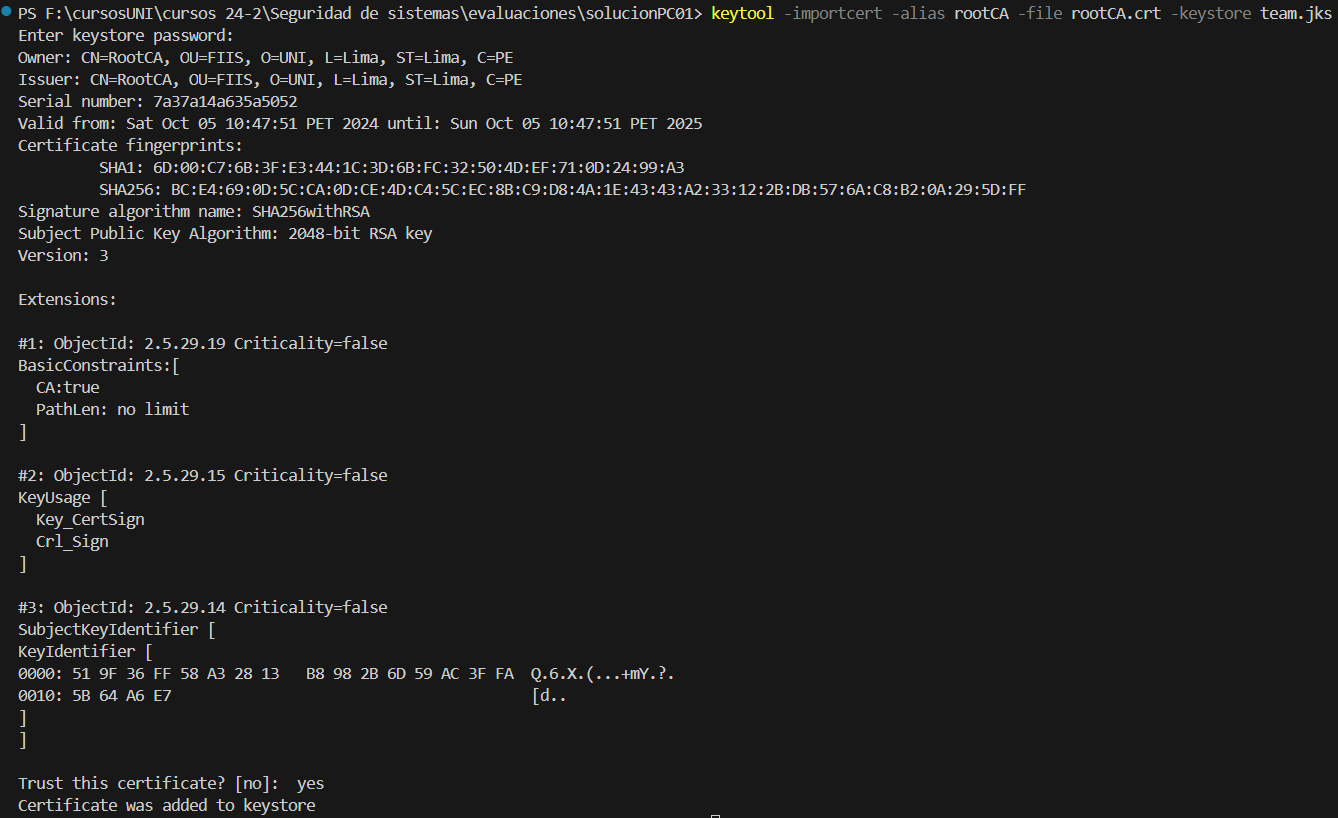 PS F:\cursosUNI\cursos 24-2\Seguridad de sistemas\evaluaciones\solucionPC01> keytool -importcert -alias rootCA -file rootCA.crt -keystore team.jks
Enter keystore password:
Owner: CN=RootCA, OU=FIIS, O=UNI, L=Lima, ST=Lima, C=PE
Issuer: CN=RootCA, OU=FIIS, O=UNI, L=Lima, ST=Lima, C=PE
Serial number: 7a37a14a635a5052
Valid from: Sat Oct 05 10:47:51 PET 2024 until: Sun Oct 05 10:47:51 PET 2025
Certificate fingerprints:
SHA1: 6D:00:C7:6B:3F:E3:44:1C:3D:6B:FC:32:50:4D:EF:71:0D:24:99:A3
SHA256: BC:E4:69:0D:5C:CA:0D:CE:4D:C4:5C:EC:8B:C9:D8:4A:1E:43:43:A2:33:12:2B:DB:57:6A:C8:B2:0A:29:5D:FF
Signature algorithm name: SHA256withRSA
Subject Public Key Algorithm: 2048-bit RSA key
Version: 3
Extensions:
#1: ObjectId: 2.5.29.19 Criticality=false
BasicConstraints:[
CA:true
PathLen: no limit
]
#2: ObjectId: 2.5.29.15 Criticality=false
KeyUsage [
Key_CertSign
Crl_Sign
]
#3: ObjectId: 2.5.29.14 Criticality=false
SubjectKeyIdentifier [
KeyIdentifier [
0000: 51 9F 36 FF 58 A3 28 13 B8 98 2B 6D 59 AC 3F FA Q.6.X.(...+mY.?.
0010: 5B 64 A6 E7 [d..
]
]
Trust this certificate? [no]: yes
Certificate was added to keystore